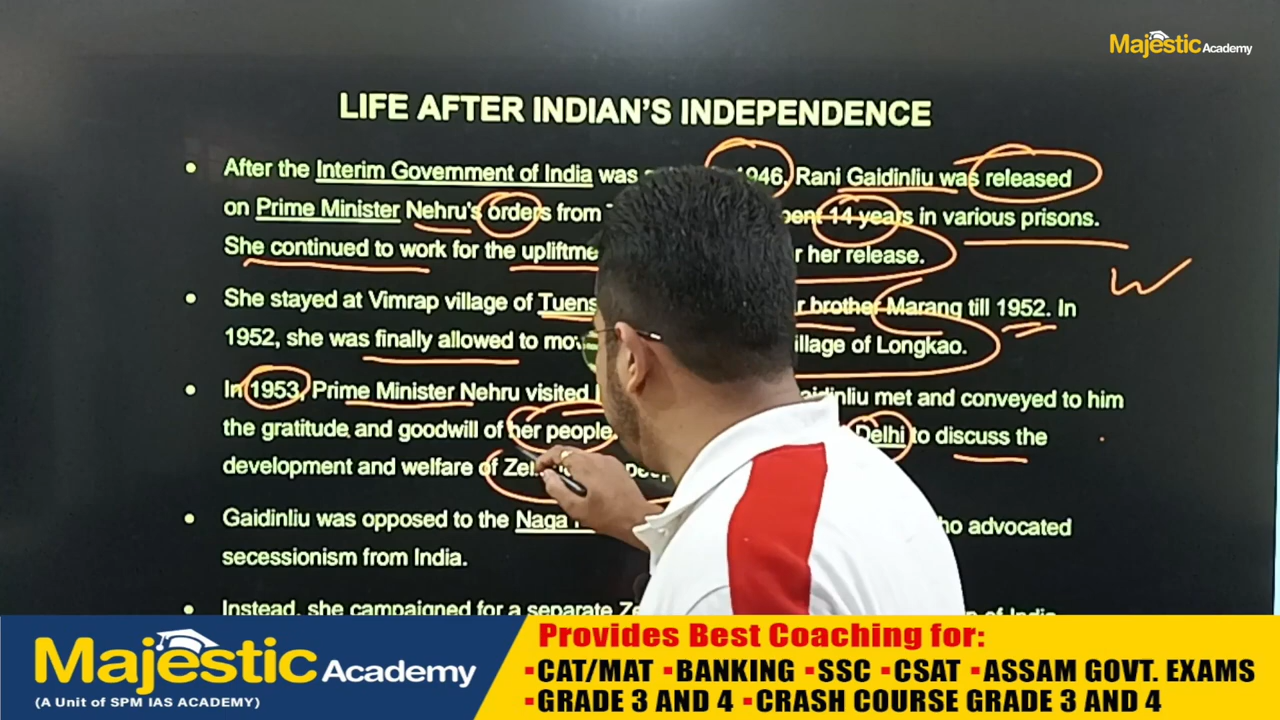 Majestic Academy
LIFE AFTER INDIAN'S INDEPENDENCE
• After the Interim Government of India was 1946, Rani Gaidinliu was released
on Prime Minister Nehru's orders from 14 years in various prisons.
She continued to work for the her release.
• She stayed at Vimrap village of brother Marang till 1952. In
1952, she was finally allowed to of Longkao.
• In 1953, Prime Minister Nehru visited met and conveyed to him
the gratitude and goodwill of her people Delhi to discuss the
development and welfare of
• Gaidinliu was opposed to the Naga advocated
secessionism from India.
• Instead, she campaigned for a separate of India
Majestic Academy
(A Unit of SPM IAS ACADEMY)
Provides Best Coaching for:
▪CAT/MAT ▪BANKING ▪SSC ▪CSAT ▪ASSAM GOVT. EXAMS
▪GRADE 3 AND 4 ▪CRASH COURSE GRADE 3 AND 4